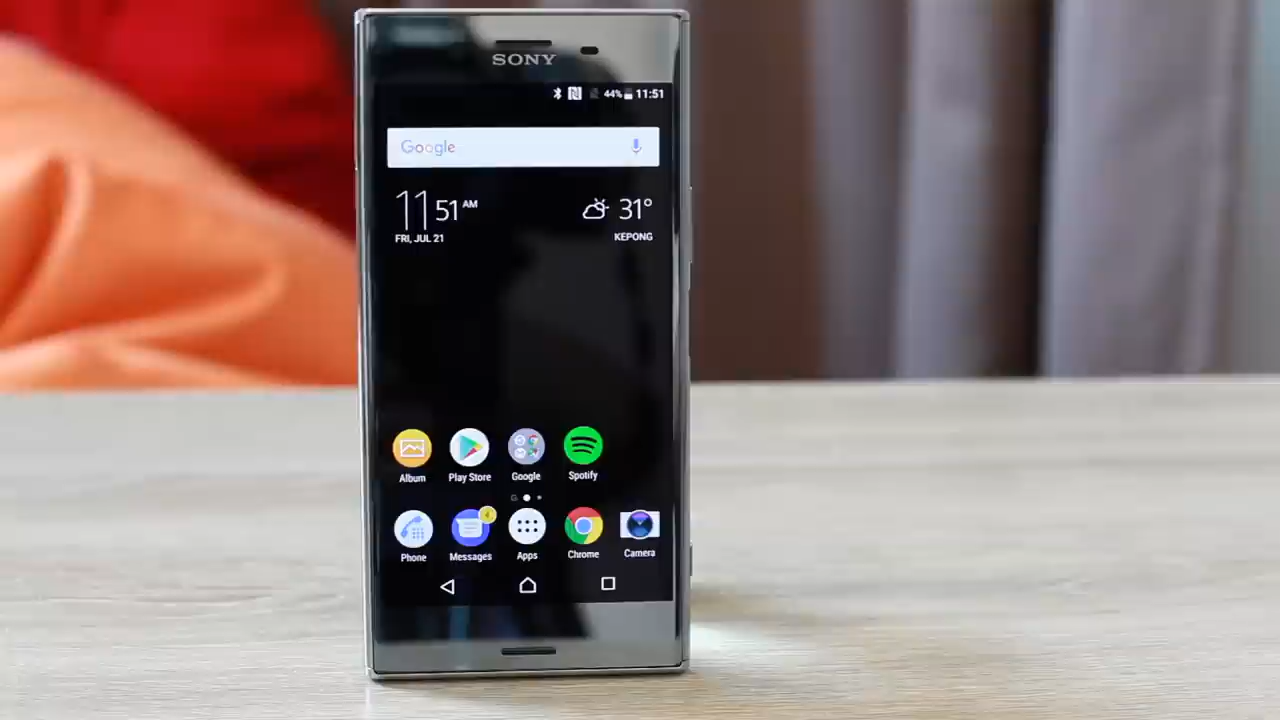 SONY
44% 11:51
Google
11 51 AM
31°
FRI, JUL 21
KEPONG
Album
Play Store
Google
Spotify
4
Phone
Messages
Apps
Chrome
Camera